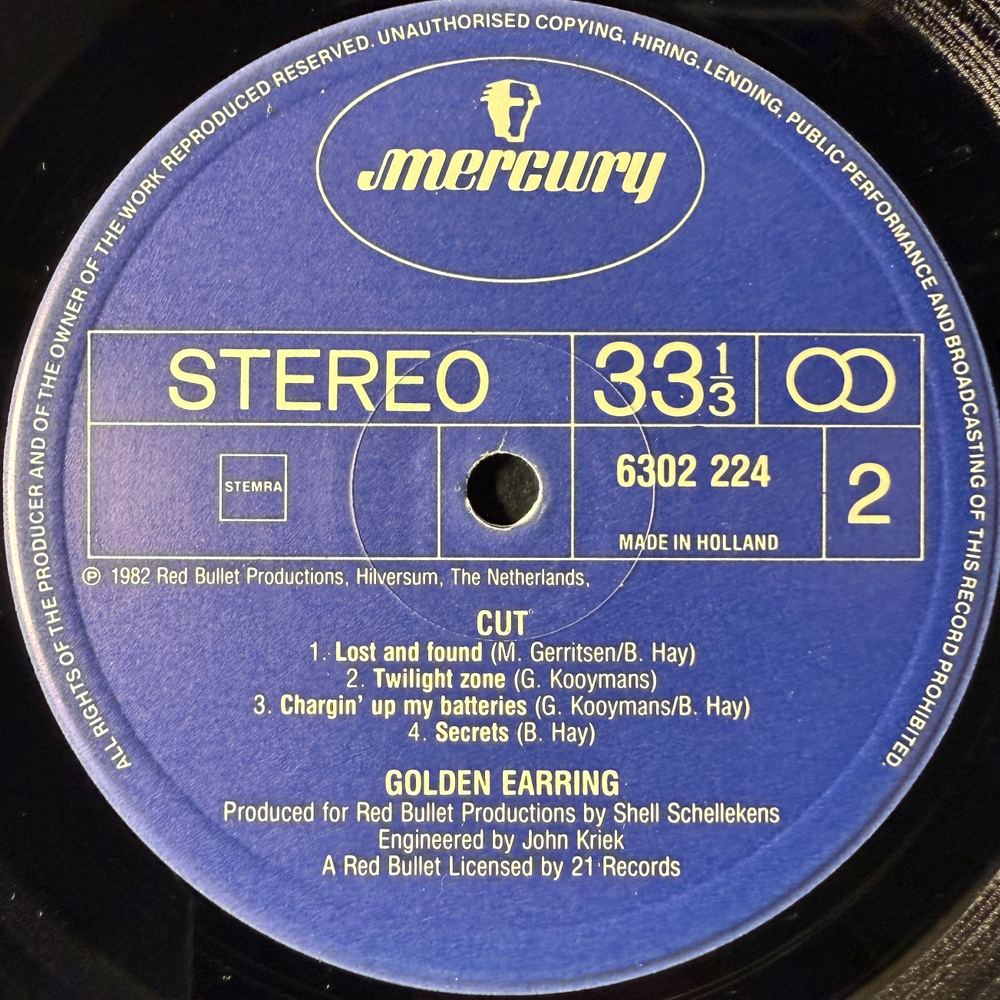 ALL RIGHTS OF THE PRODUCER AND OF THE OWNER OF THE WORK REPRODUCED RESERVED. UNAUTHORISED COPYING, HIRING, LENDING, PUBLIC PERFORMANCE AND BROADCASTING OF THIS RECORD PROHIBITED.
mercury
STEREO
33 1/3
STEMRA
6302 224
MADE IN HOLLAND
2
℗ 1982 Red Bullet Productions, Hilversum, The Netherlands,
CUT
1. Lost and found (M. Gerritsen/B. Hay)
2. Twilight zone (G. Kooymans)
3. Chargin' up my batteries (G. Kooymans/B. Hay)
4. Secrets (B. Hay)
GOLDEN EARRING
Produced for Red Bullet Productions by Shell Schellekens
Engineered by John Kriek
A Red Bullet Licensed by 21 Records